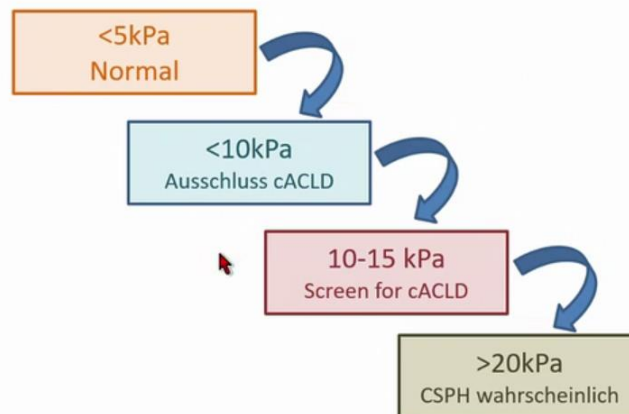 <5kPa
Normal
<10kPa
Ausschluss cACLD
10-15 kPa
Screen for cACLD
>20kPa
CSPH wahrscheinlich